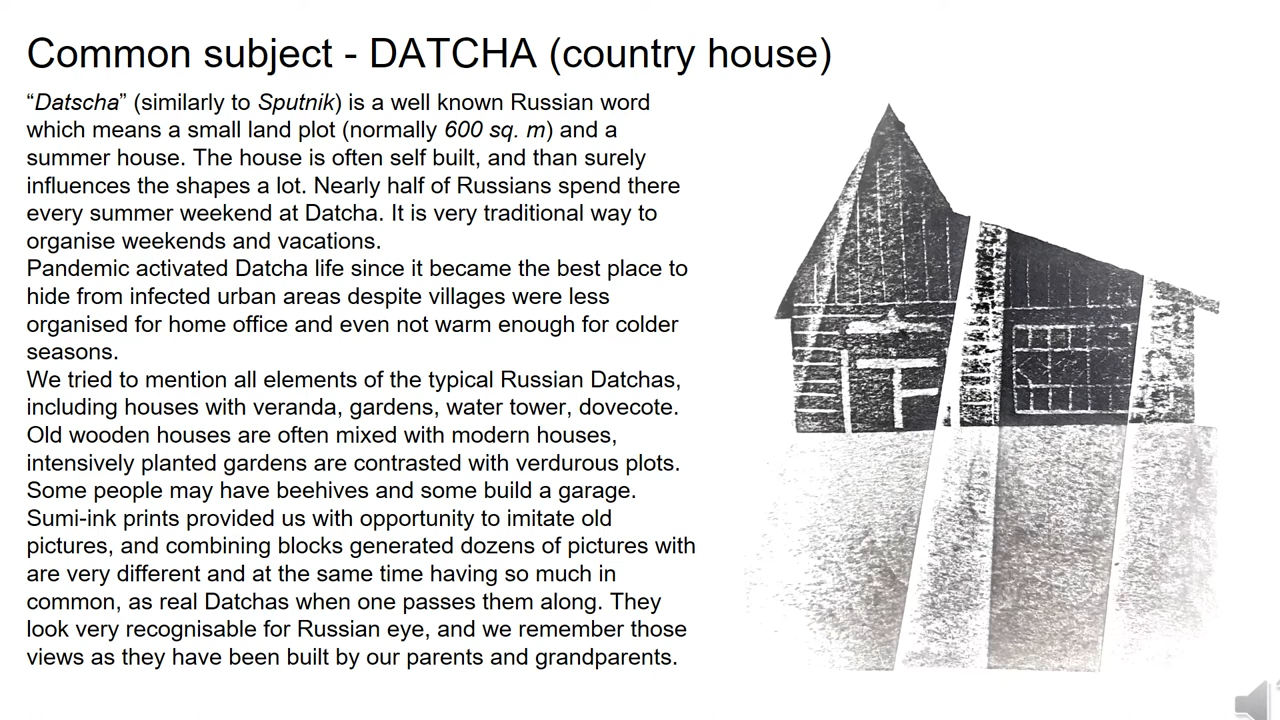 Common subject - DATCHA (country house)
“Datscha” (similarly to Sputnik) is a well known Russian word
which means a small land plot (normally 600 sq. m) and a
summer house. The house is often self built, and than surely
influences the shapes a lot. Nearly half of Russians spend there
every summer weekend at Datcha. It is very traditional way to
organise weekends and vacations.
Pandemic activated Datcha life since it became the best place to
hide from infected urban areas despite villages were less
organised for home office and even not warm enough for colder
seasons.
We tried to mention all elements of the typical Russian Datchas,
including houses with veranda, gardens, water tower, dovecote.
Old wooden houses are often mixed with modern houses,
intensively planted gardens are contrasted with verdurous plots.
Some people may have beehives and some build a garage.
Sumi-ink prints provided us with opportunity to imitate old
pictures, and combining blocks generated dozens of pictures with
are very different and at the same time having so much in
common, as real Datchas when one passes them along. They
look very recognisable for Russian eye, and we remember those
views as they have been built by our parents and grandparents.